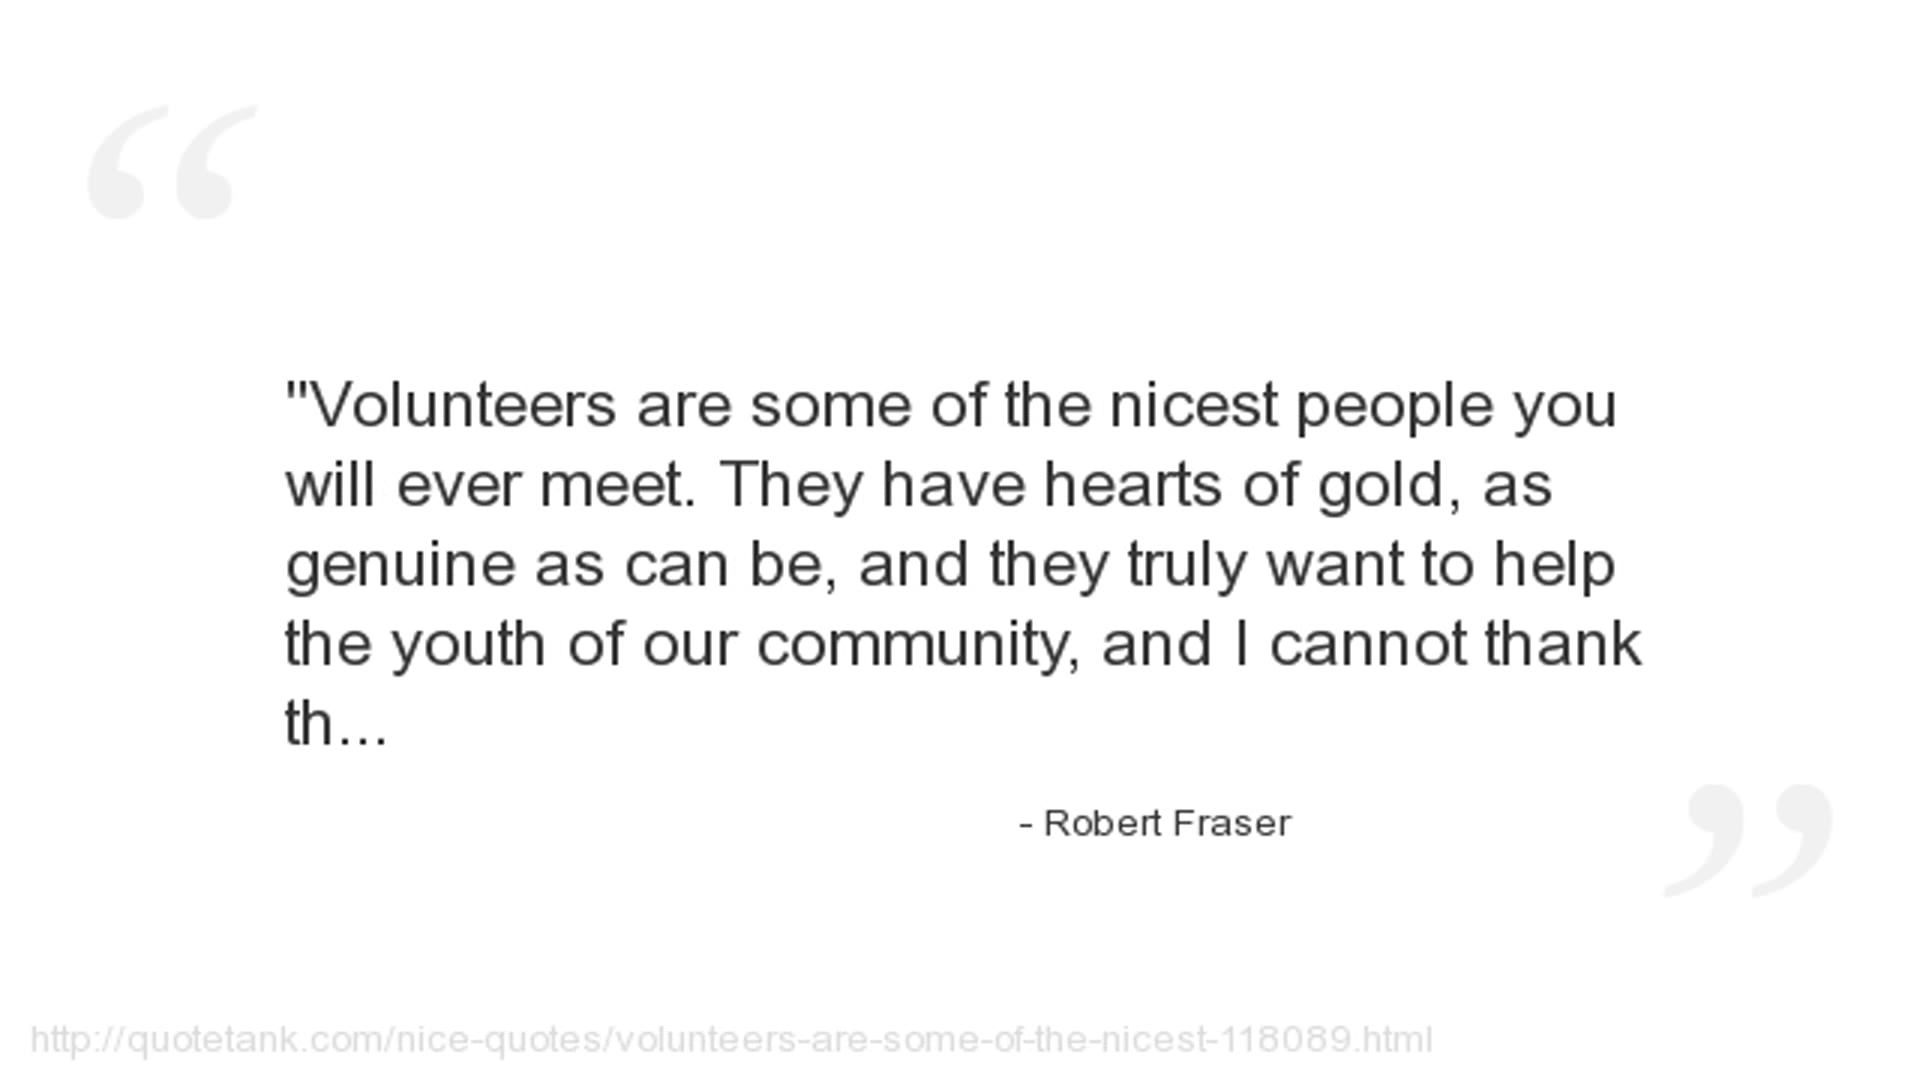 "Volunteers are some of the nicest people you
will ever meet. They have hearts of gold, as
genuine as can be, and they truly want to help
the youth of our community, and I cannot thank
th...
- Robert Fraser
http://quotetank.com/nice-quotes/volunteers-are-some-of-the-nicest-118089.html